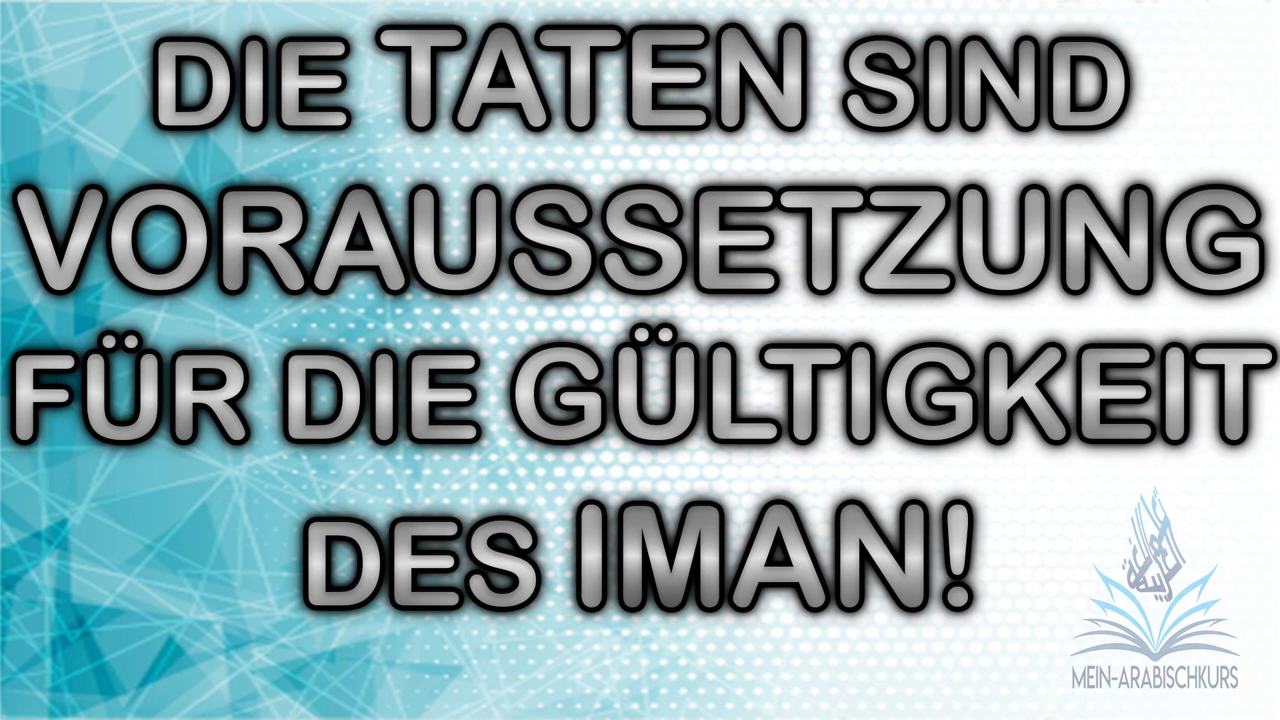 DIE TATEN SIND
VORAUSSETZUNG
FÜR DIE GÜLTIGKEIT
DES IMAN!
MEIN-ARABISCHKURS